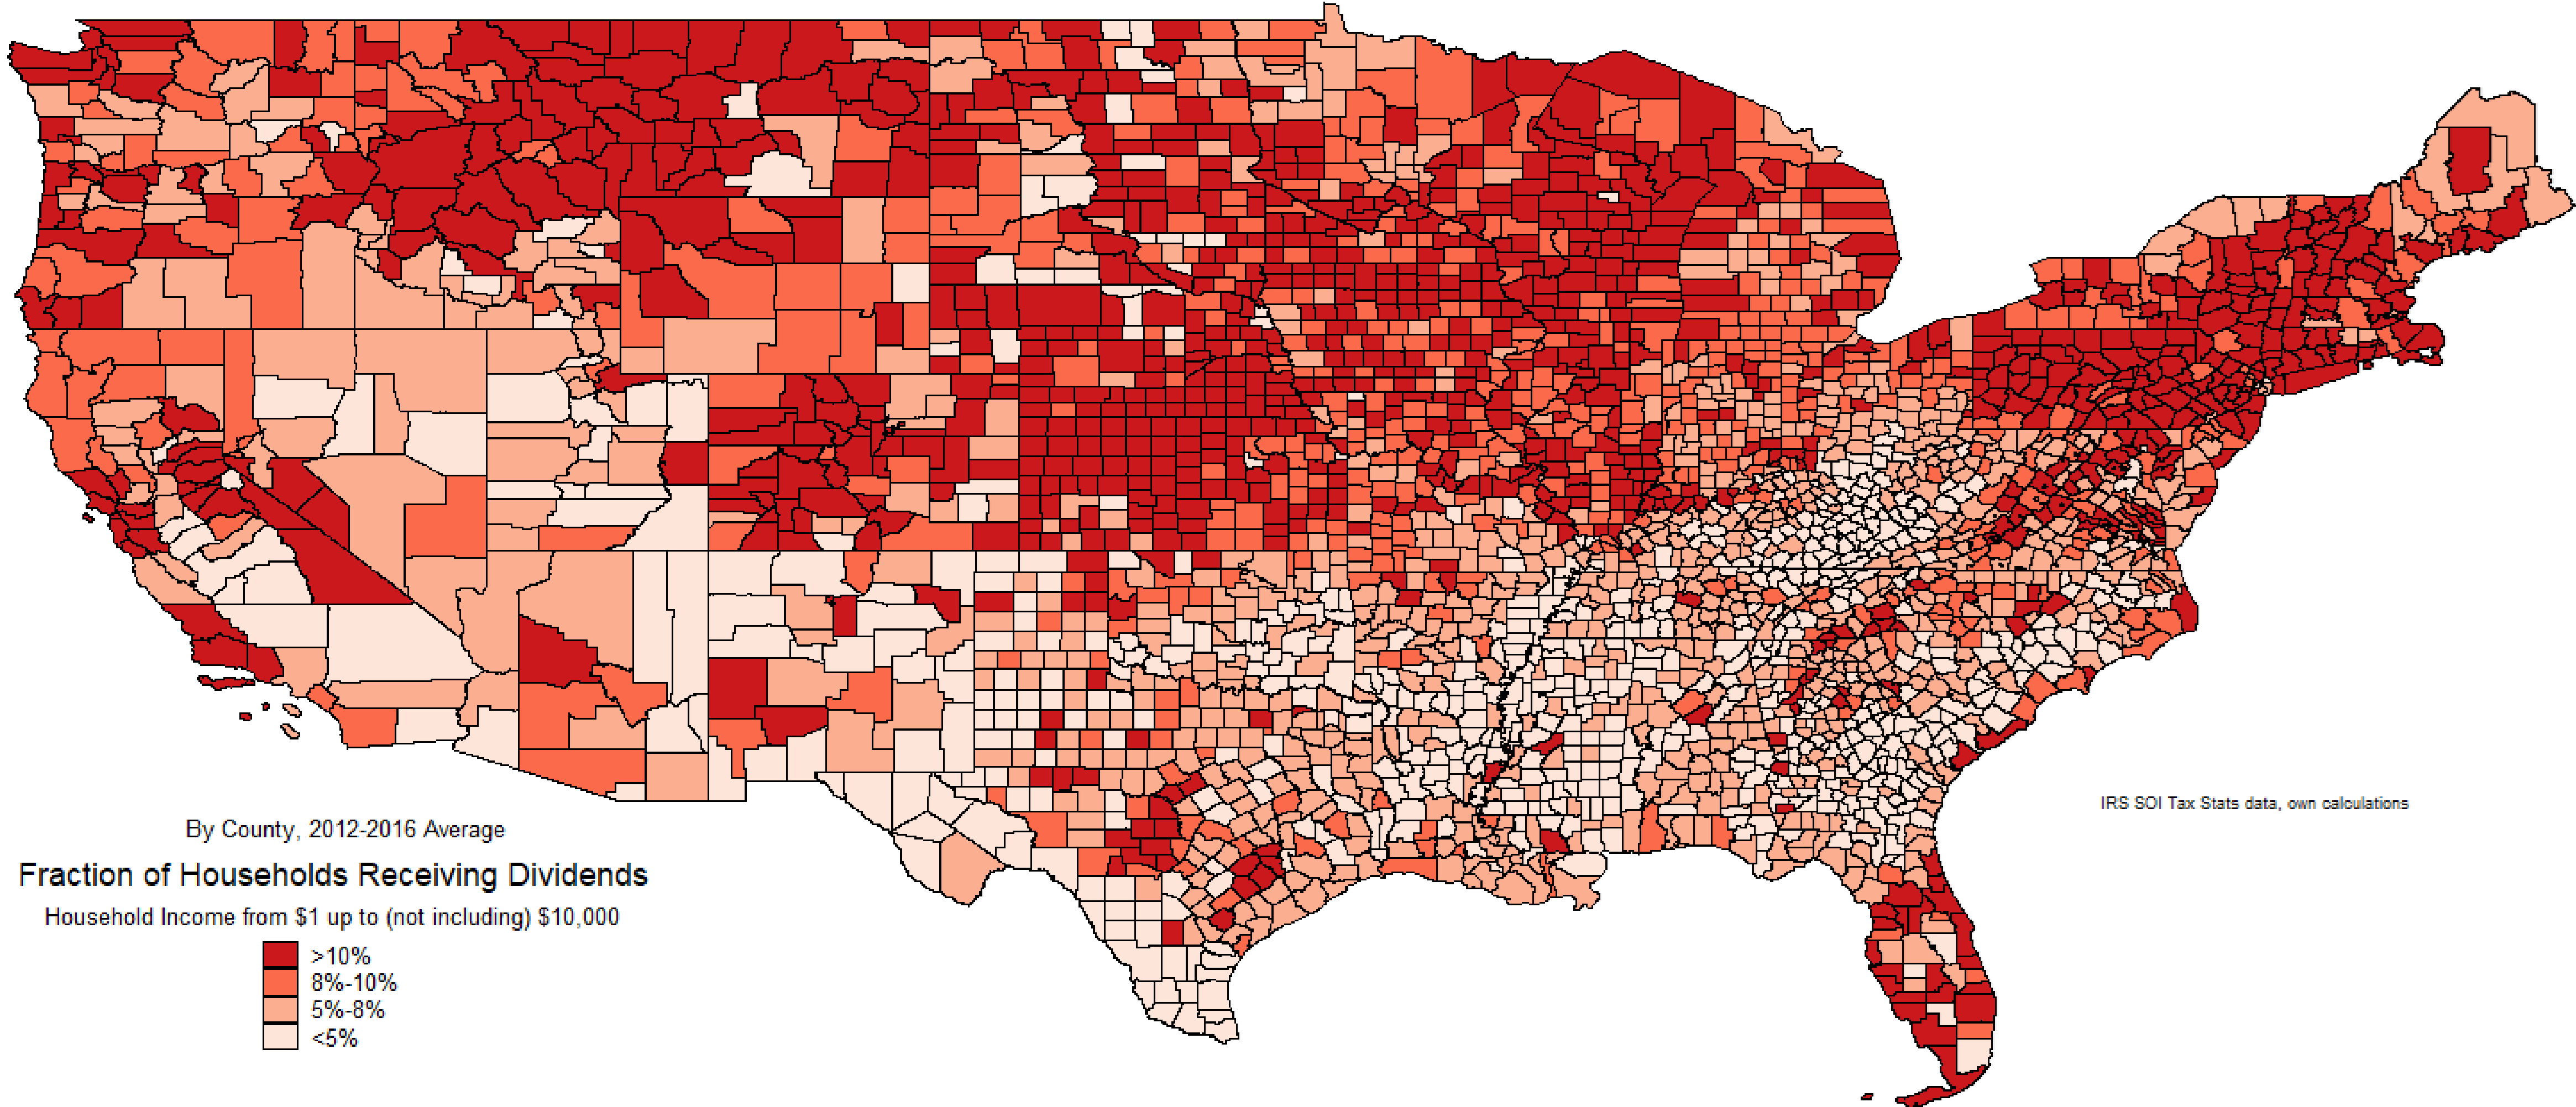 IRS SOI Tax Stats data, own calculations
By County, 2012-2016 Average
Fraction of Households Receiving Dividends
Household Income from $1 up to (not including) $10,000
>10%
8%-10%
5%-8%
<5%